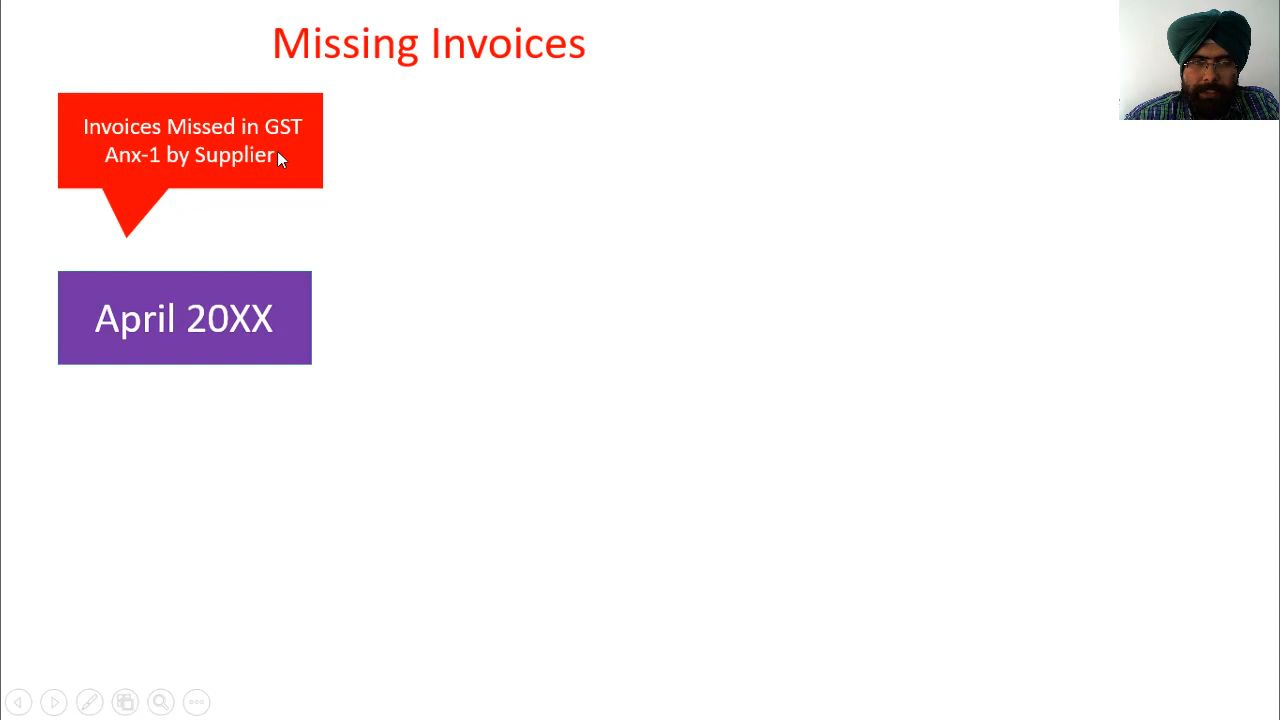 Missing Invoices
Invoices Missed in GST
Anx-1 by Supplier
April 20XX